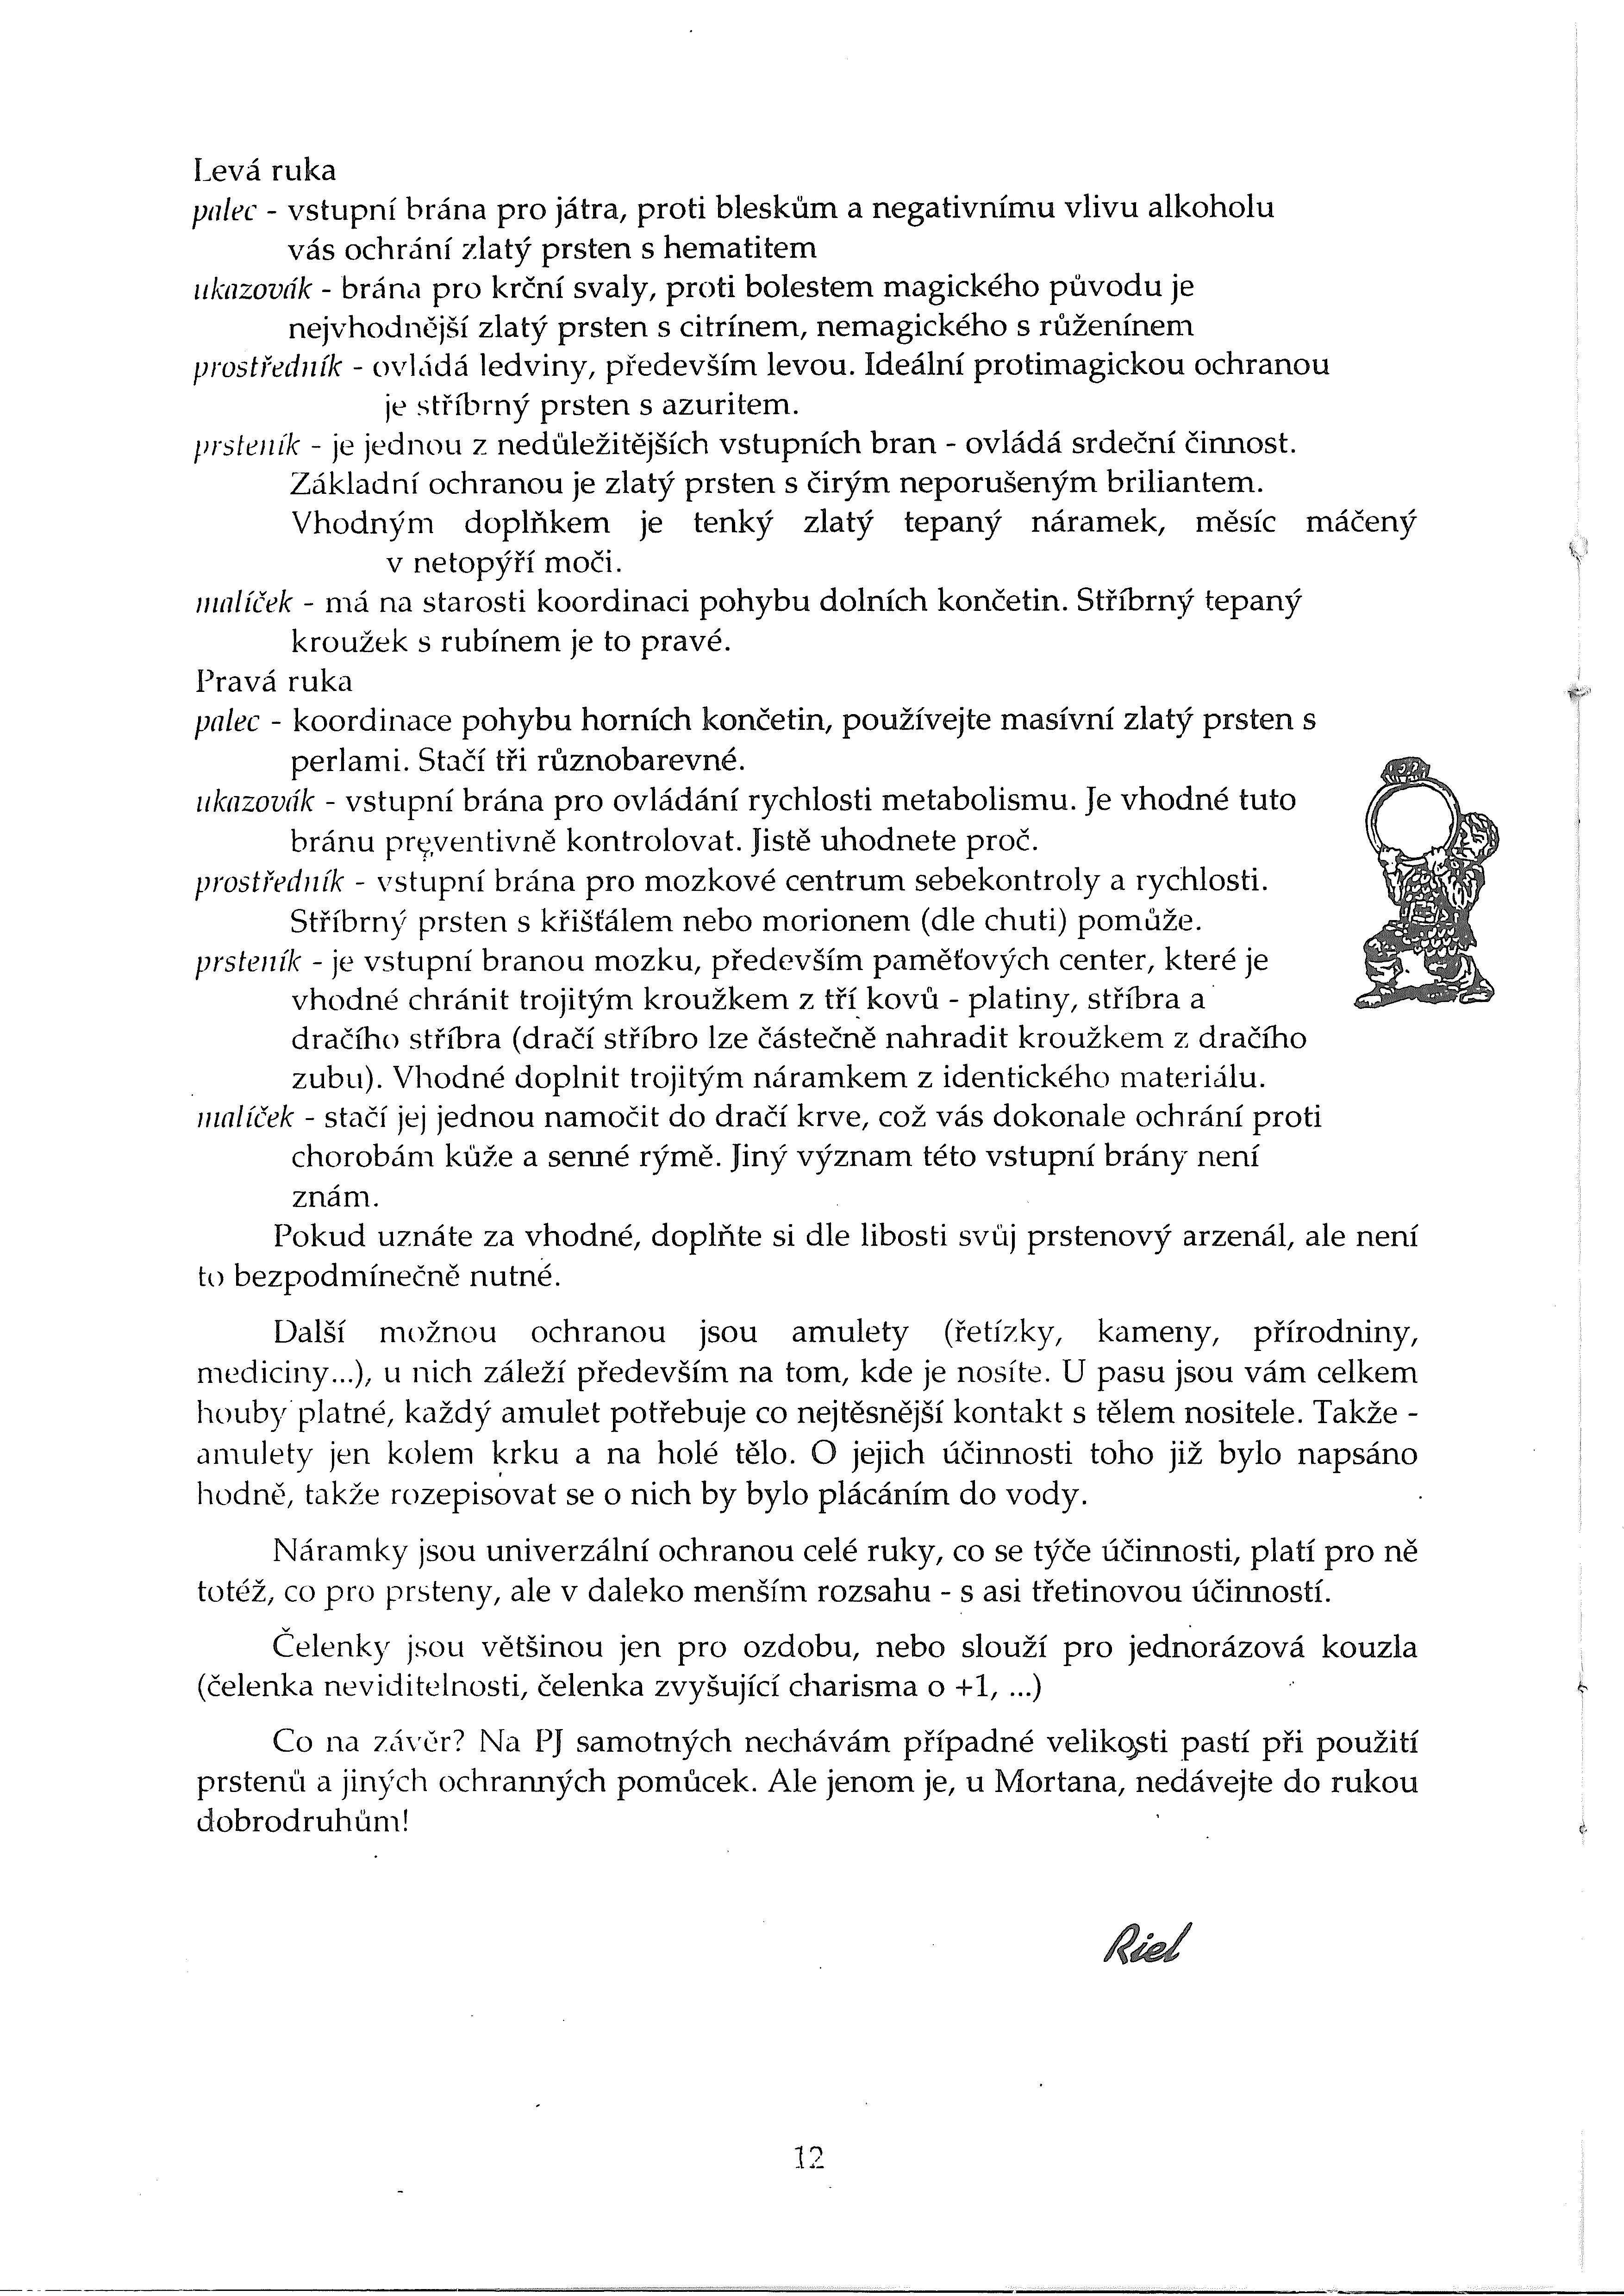 Levá ruka
palec - vstupní brána pro játra, proti bleskům a negativnímu vlivu alkoholu
vás ochrání zlatý prsten s hematitem
ukazovák - brána pro krční svaly, proti bolestem magického původu je
nejvhodnější zlatý prsten s citrínem, nemagického s růženínem
prostředník - ovládá ledviny, především levou. Ideální protimagickou ochranou
je stříbrný prsten s azuritem.
prsteník - je jednou z nedůležitějších vstupních bran - ovládá srdeční činnost.
Základní ochranou je zlatý prsten s čirým neporušeným briliantem.
Vhodným doplňkem je tenký zlatý tepaný náramek, měsíc máčený
v netopýří moči.
malíček - má na starosti koordinaci pohybu dolních končetin. Stříbrný tepaný
kroužek s rubínem je to pravé.
Pravá ruka
palec - koordinace pohybu horních končetin, používejte masívní zlatý prsten s
perlami. Stačí tři různobarevné.
ukazovák - vstupní brána pro ovládání rychlosti metabolismu. Je vhodné tuto
bránu preventivně kontrolovat. Jistě uhodnete proč.
prostředník - vstupní brána pro mozkové centrum sebekontroly a rychlosti.
Stříbrný prsten s křišťálem nebo morionem (dle chuti) pomůže.
prsteník - je vstupní branou mozku, především paměťových center, které je
vhodné chránit trojitým kroužkem z tří kovů - platiny, stříbra a
dračího stříbra (dračí stříbro lze částečně nahradit kroužkem z dračího
zubu). Vhodné doplnit trojitým náramkem z identického materiálu.
malíček - stačí jej jednou namočit do dračí krve, což vás dokonale ochrání proti
chorobám kůže a senné rýmě. Jiný význam této vstupní brány není
znám.
Pokud uznáte za vhodné, doplňte si dle libosti svůj prstenový arzenál, ale není
to bezpodmínečně nutné.
Další možnou ochranou jsou amulety (řetízky, kameny, přírodniny,
mediciny...), u nich záleží především na tom, kde je nosíte. U pasu jsou vám celkem
houby platné, každý amulet potřebuje co nejtěsnější kontakt s tělem nositele. Takže -
amulety jen kolem krku a na holé tělo. O jejich účinnosti toho již bylo napsáno
hodně, takže rozepisovat se o nich by bylo plácáním do vody.
Náramky jsou univerzální ochranou celé ruky, co se týče účinnosti, platí pro ně
totéž, co pro prsteny, ale v daleko menším rozsahu - s asi třetinovou účinností.
Čelenky jsou většinou jen pro ozdobu, nebo slouží pro jednorázová kouzla
(čelenka neviditelnosti, čelenka zvyšující charisma o +1, ...)
Co na závěr? Na PJ samotných nechávám případné velikosti pastí při použití
prstenů a jiných ochranných pomůcek. Ale jenom je, u Mortana, nedávejte do rukou
dobrodruhům!
Riel
12